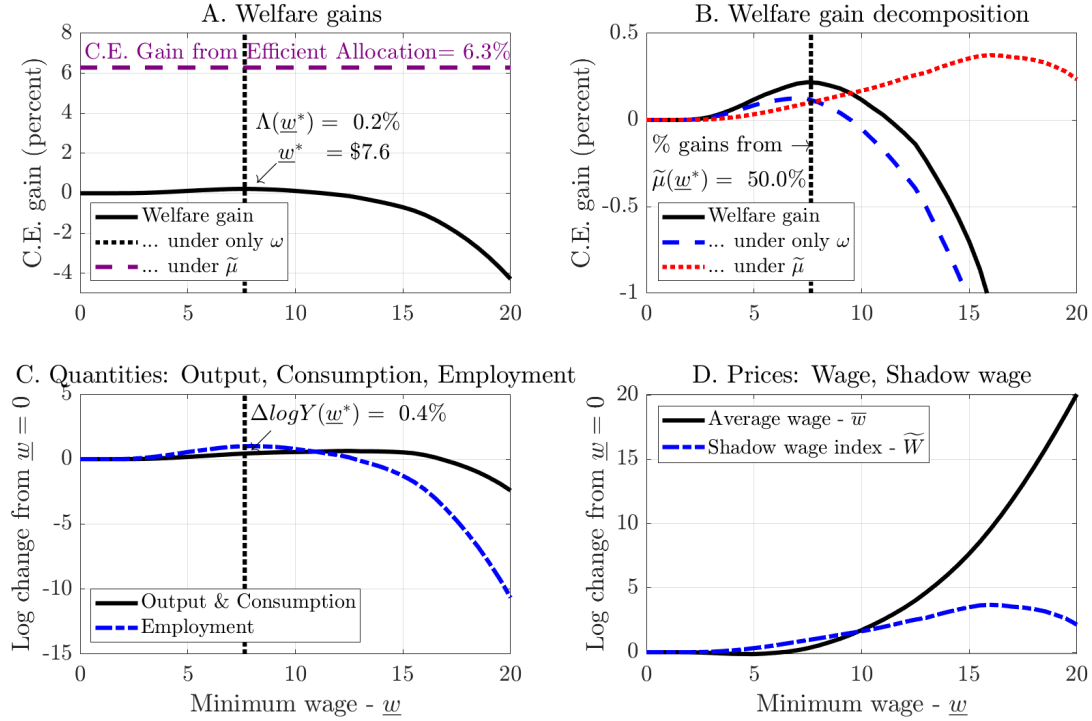 A. Welfare gains
C.E. gain (percent)
8
6
4
2
0
-2
-4
C.E. Gain from Efficient Allocation= 6.3%
Λ(w̲*) = 0.2%
w̲* = $7.6
Welfare gain
... under only ω
... under μ̃
0
5
10
15
20
B. Welfare gain decomposition
C.E. gain (percent)
0.5
0
-0.5
-1
% gains from →
μ̃(w̲*) = 50.0%
Welfare gain
... under only ω
... under μ̃
0
5
10
15
20
C. Quantities: Output, Consumption, Employment
Log change from w̲ = 0
5
0
-5
-10
-15
ΔlogY(w̲*) = 0.4%
Output & Consumption
Employment
0
5
10
15
20
Minimum wage - w̲
D. Prices: Wage, Shadow wage
Log change from w̲ = 0
20
15
10
5
0
Average wage - w̅
Shadow wage index - W̃
0
5
10
15
20
Minimum wage - w̲